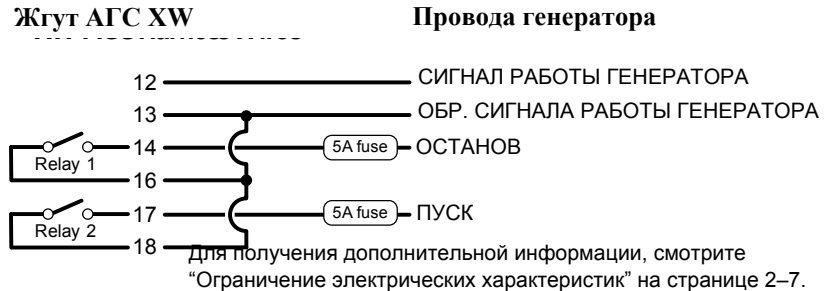 Жгут АГС XW Провода генератора
12 СИГНАЛ РАБОТЫ ГЕНЕРАТОРА
13 ОБР. СИГНАЛА РАБОТЫ ГЕНЕРАТОРА
14 5A fuse ОСТАНОВ
Relay 1
16
17 5A fuse ПУСК
Relay 2
18
Для получения дополнительной информации, смотрите
“Ограничение электрических характеристик” на странице 2–7.